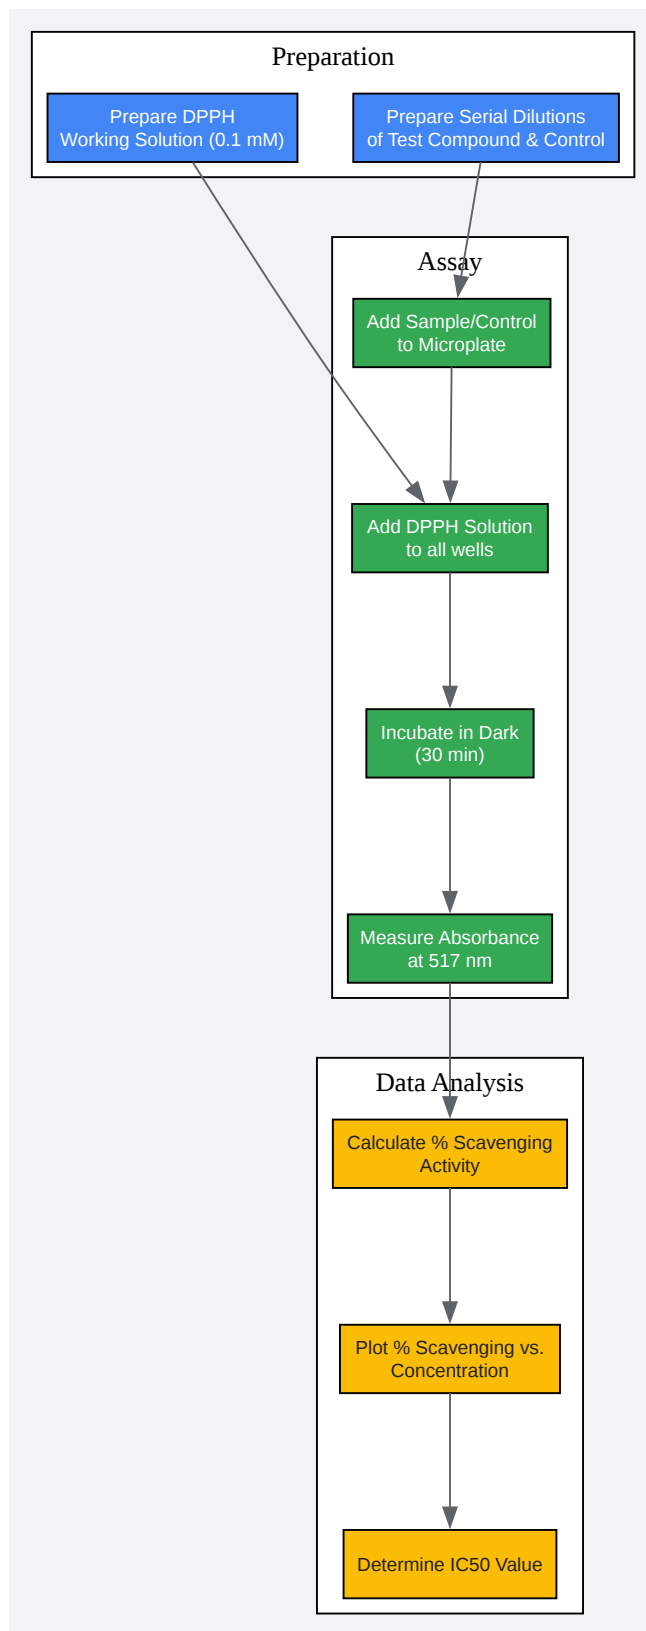 Preparation
Prepare DPPH
Working Solution (0.1 mM)
Prepare Serial Dilutions
of Test Compound & Control
Assay
Add Sample/Control
to Microplate
Add DPPH Solution
to all wells
Incubate in Dark
(30 min)
Measure Absorbance
at 517 nm
Data Analysis
Calculate % Scavenging
Activity
Plot % Scavenging vs.
Concentration
Determine IC50 Value